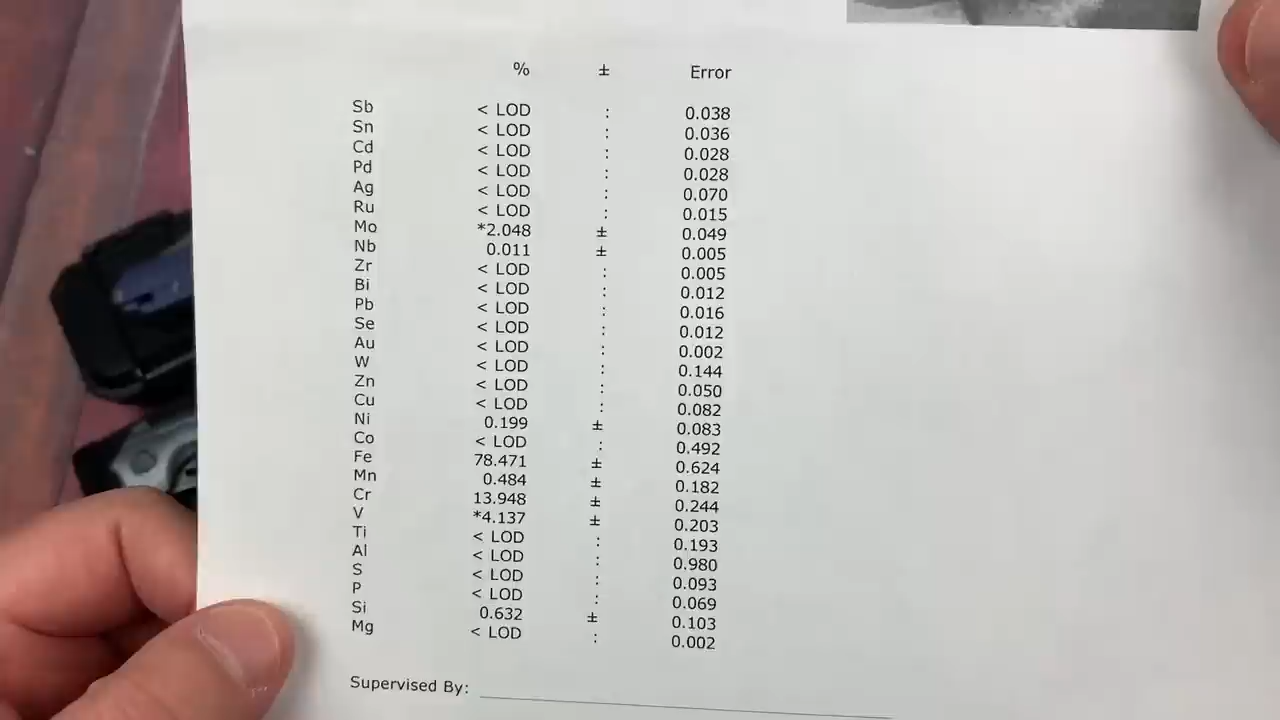 % ± Error
Sb < LOD : 0.038
Sn < LOD : 0.036
Cd < LOD : 0.028
Pd < LOD : 0.028
Ag < LOD : 0.070
Ru < LOD : 0.015
Mo *2.048 ± 0.049
Nb 0.011 ± 0.005
Zr < LOD : 0.005
Bi < LOD : 0.012
Pb < LOD : 0.016
Se < LOD : 0.012
Au < LOD : 0.002
W < LOD : 0.144
Zn < LOD : 0.050
Cu < LOD : 0.082
Ni 0.199 ± 0.083
Co < LOD : 0.492
Fe 78.471 ± 0.624
Mn 0.484 ± 0.182
Cr 13.948 ± 0.244
V *4.137 ± 0.203
Ti < LOD : 0.193
Al < LOD : 0.980
S < LOD : 0.093
P < LOD : 0.069
Si 0.632 ± 0.103
Mg < LOD : 0.002
Supervised By: